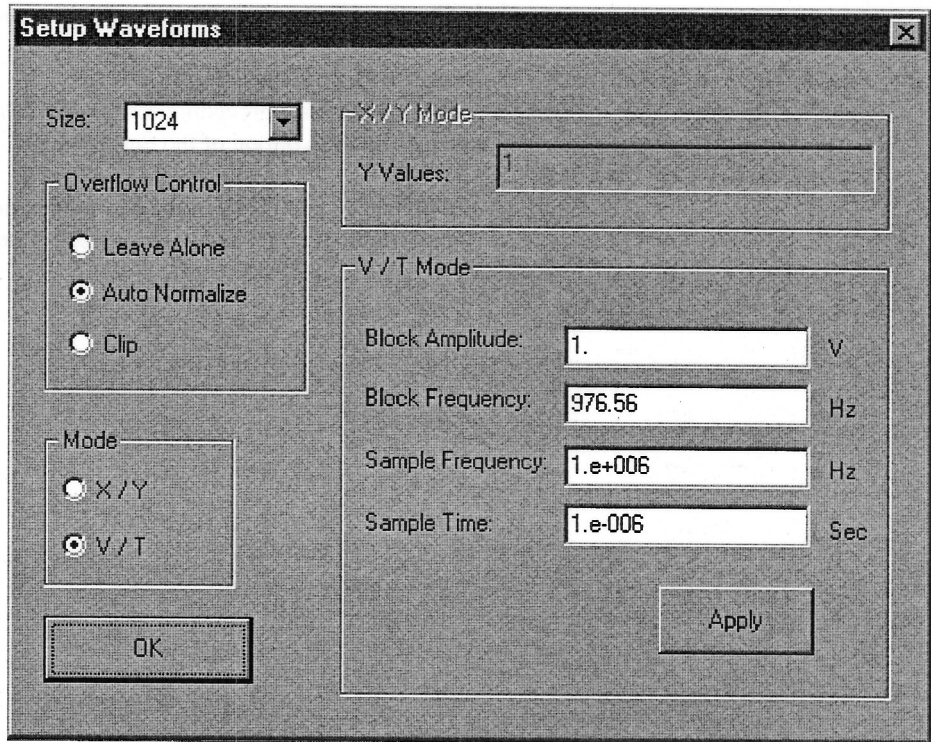 Setup Waveforms
Size: 1024
Overflow Control
Leave Alone
Auto Normalize
Clip
Mode
X / Y
V / T
OK
X / Y Mode
Y Values: 1
V / T Mode
Block Amplitude: 1. V
Block Frequency: 976.56 Hz
Sample Frequency: 1.e+006 Hz
Sample Time: 1.e-006 Sec
Apply